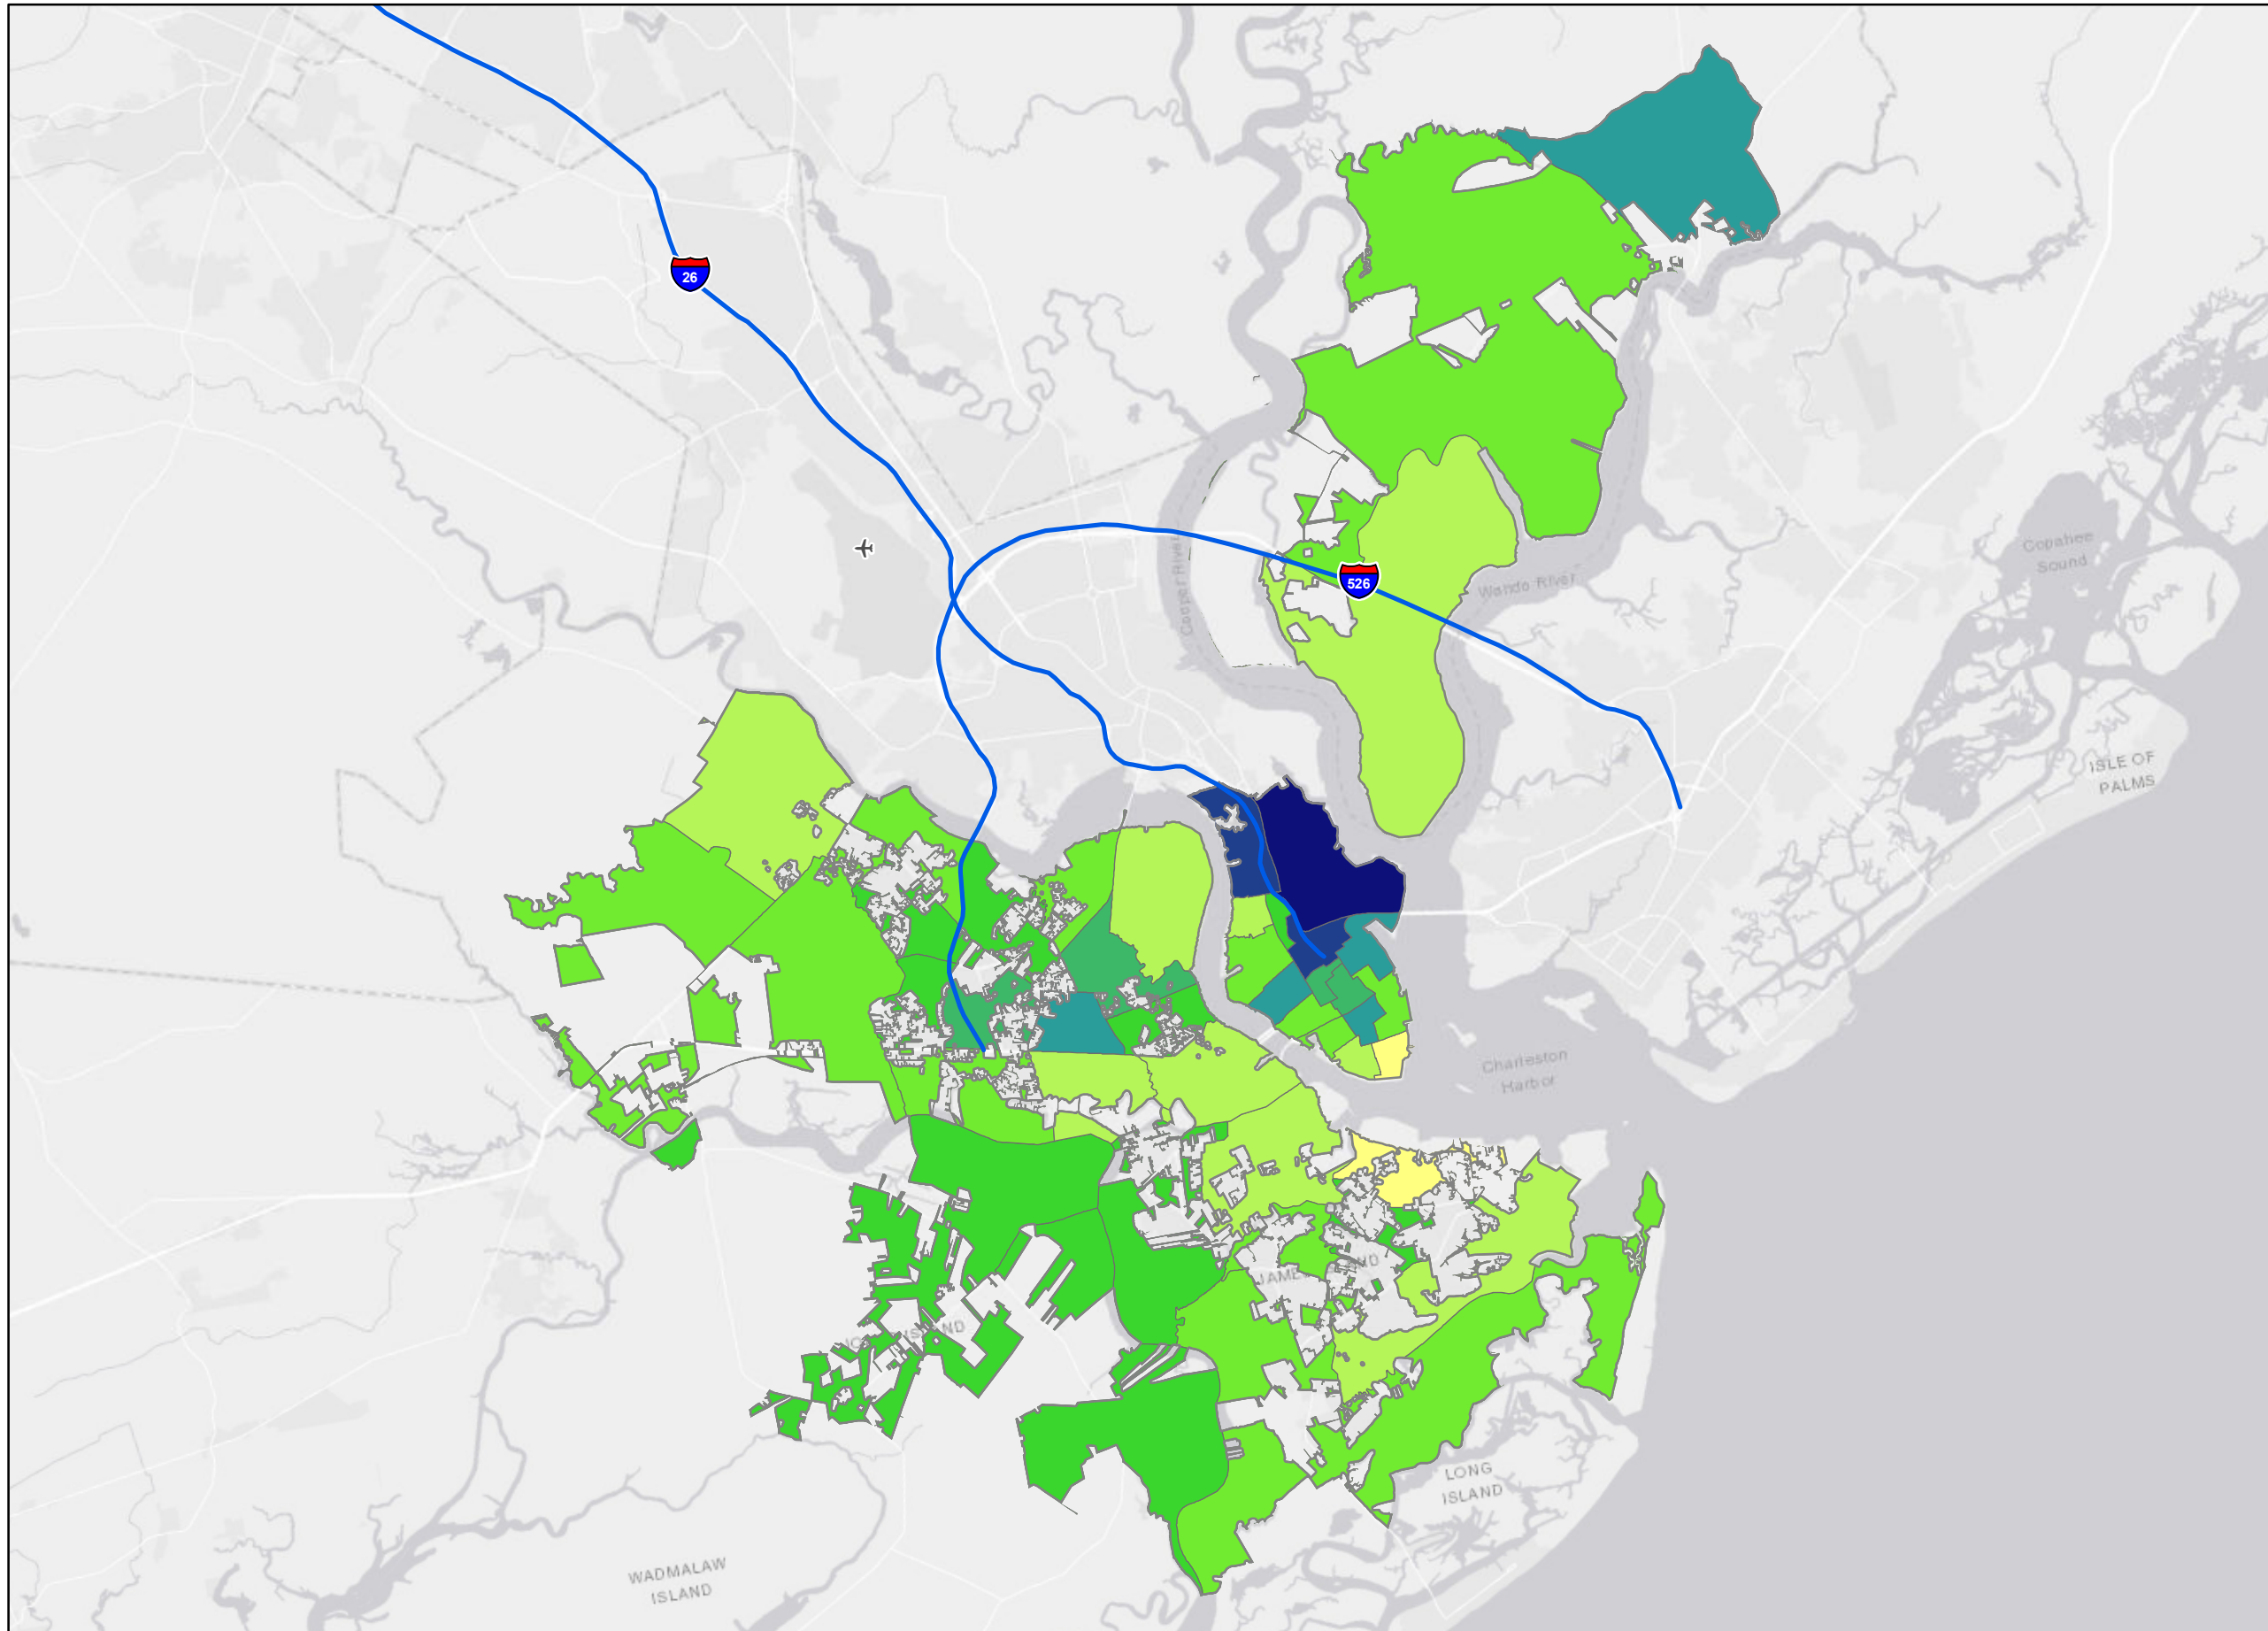 26
526
Copahee
Sound
Cooper River
Wando River
ISLE OF
PALMS
Charleston
Harbor
LONG
ISLAND
WADMALAW
ISLAND